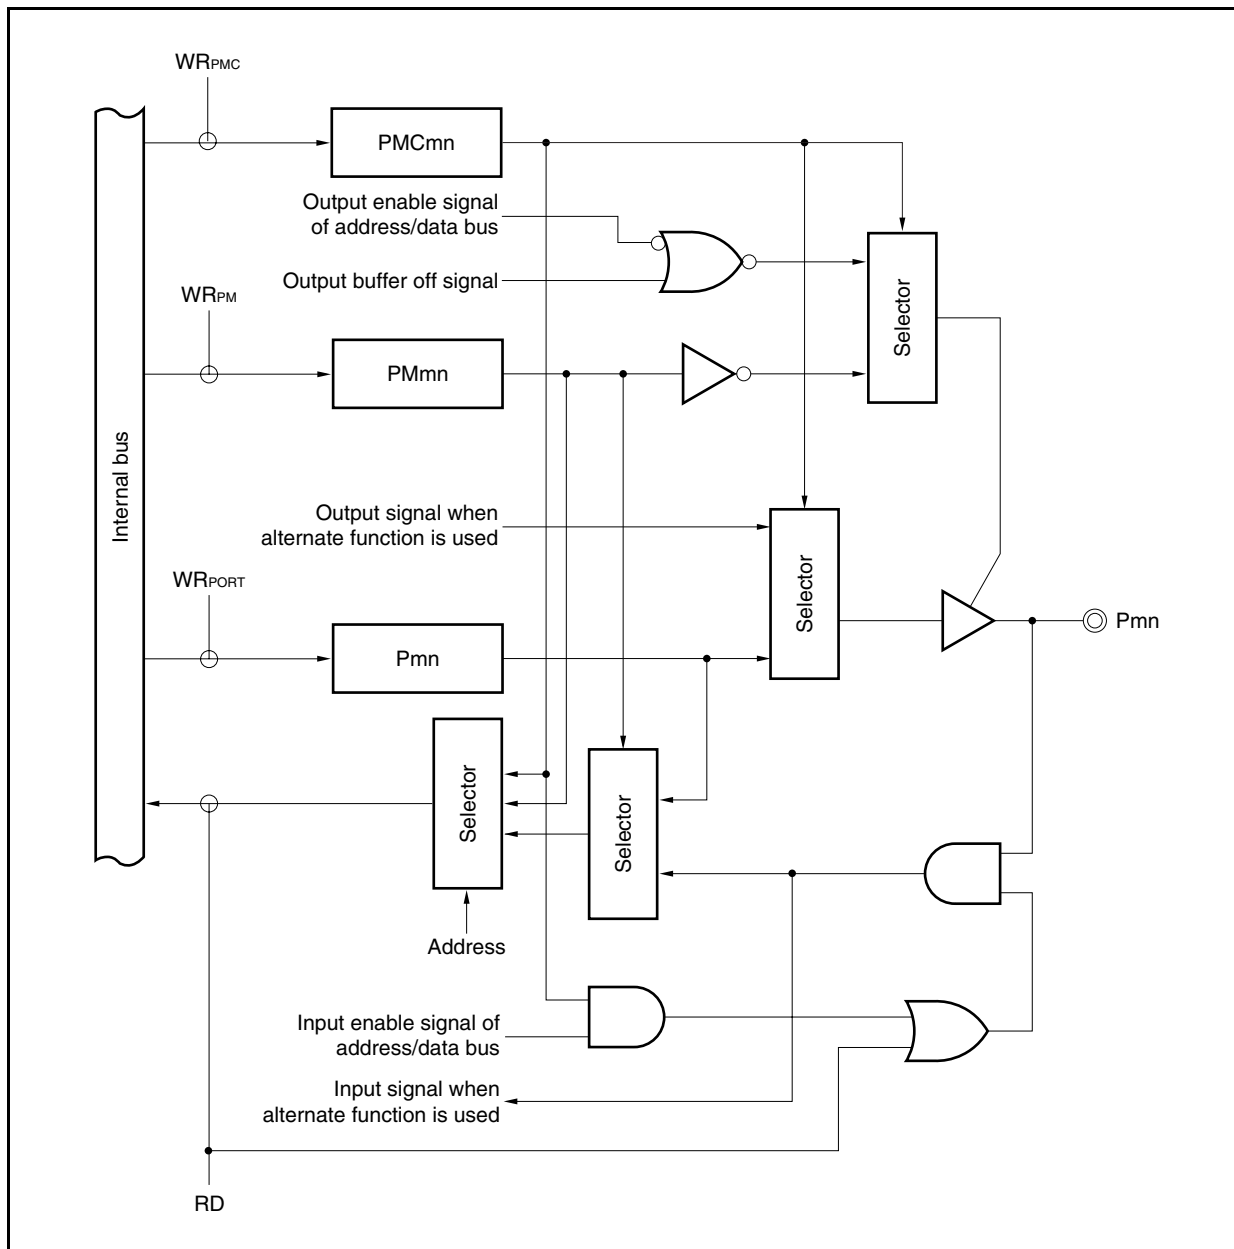 WRPMC
PMCmn
Output enable signal
of address/data bus
Output buffer off signal
Selector
WRPM
PMmn
Internal bus
Output signal when
alternate function is used
Selector
WRPORT
Pmn
Pmn
Selector
Selector
Address
Input enable signal of
address/data bus
Input signal when
alternate function is used
RD